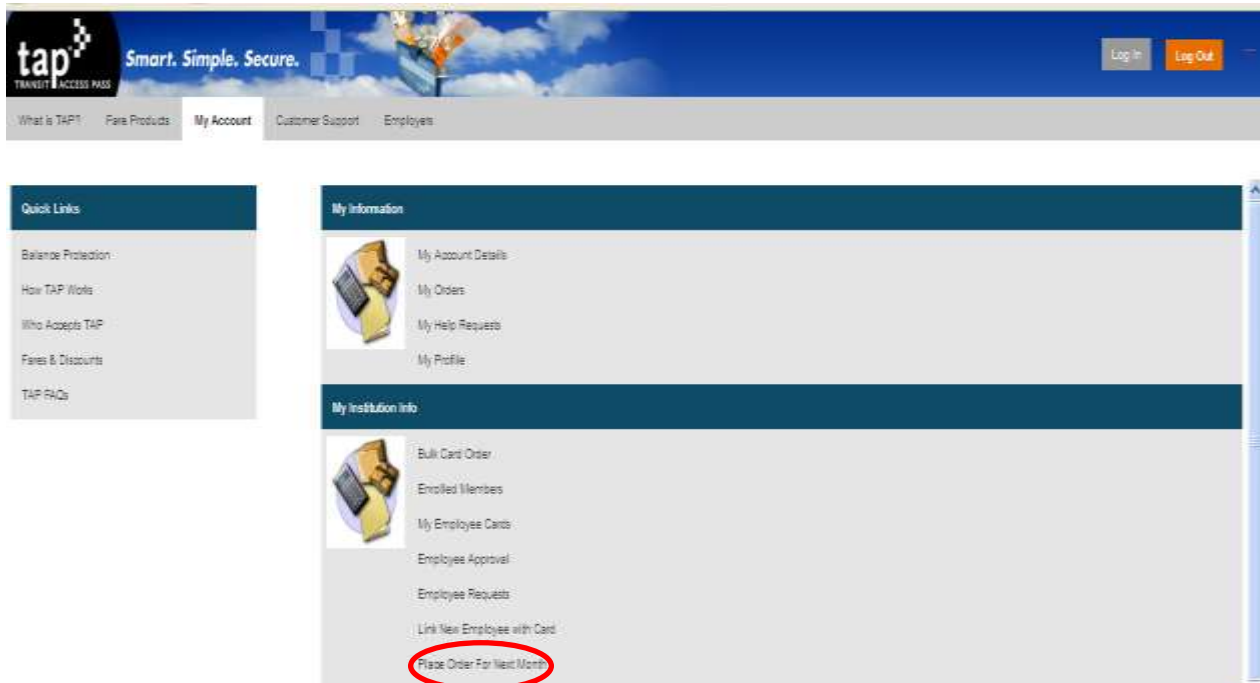 tap
TRANSIT ACCESS PASS
Smart. Simple. Secure.
Log In
Log Out
What is TAP?
Fare Products
My Account
Customer Support
Employers
Quick Links
Balance Protection
How TAP Works
Who Accepts TAP
Fares & Discounts
TAP FAQs
My Information
My Account Details
My Orders
My Help Requests
My Profile
My Institution Info
Bulk Card Order
Enrolled Members
My Employee Cards
Employee Approval
Employee Requests
Link New Employee with Card
Place Order For Next Month